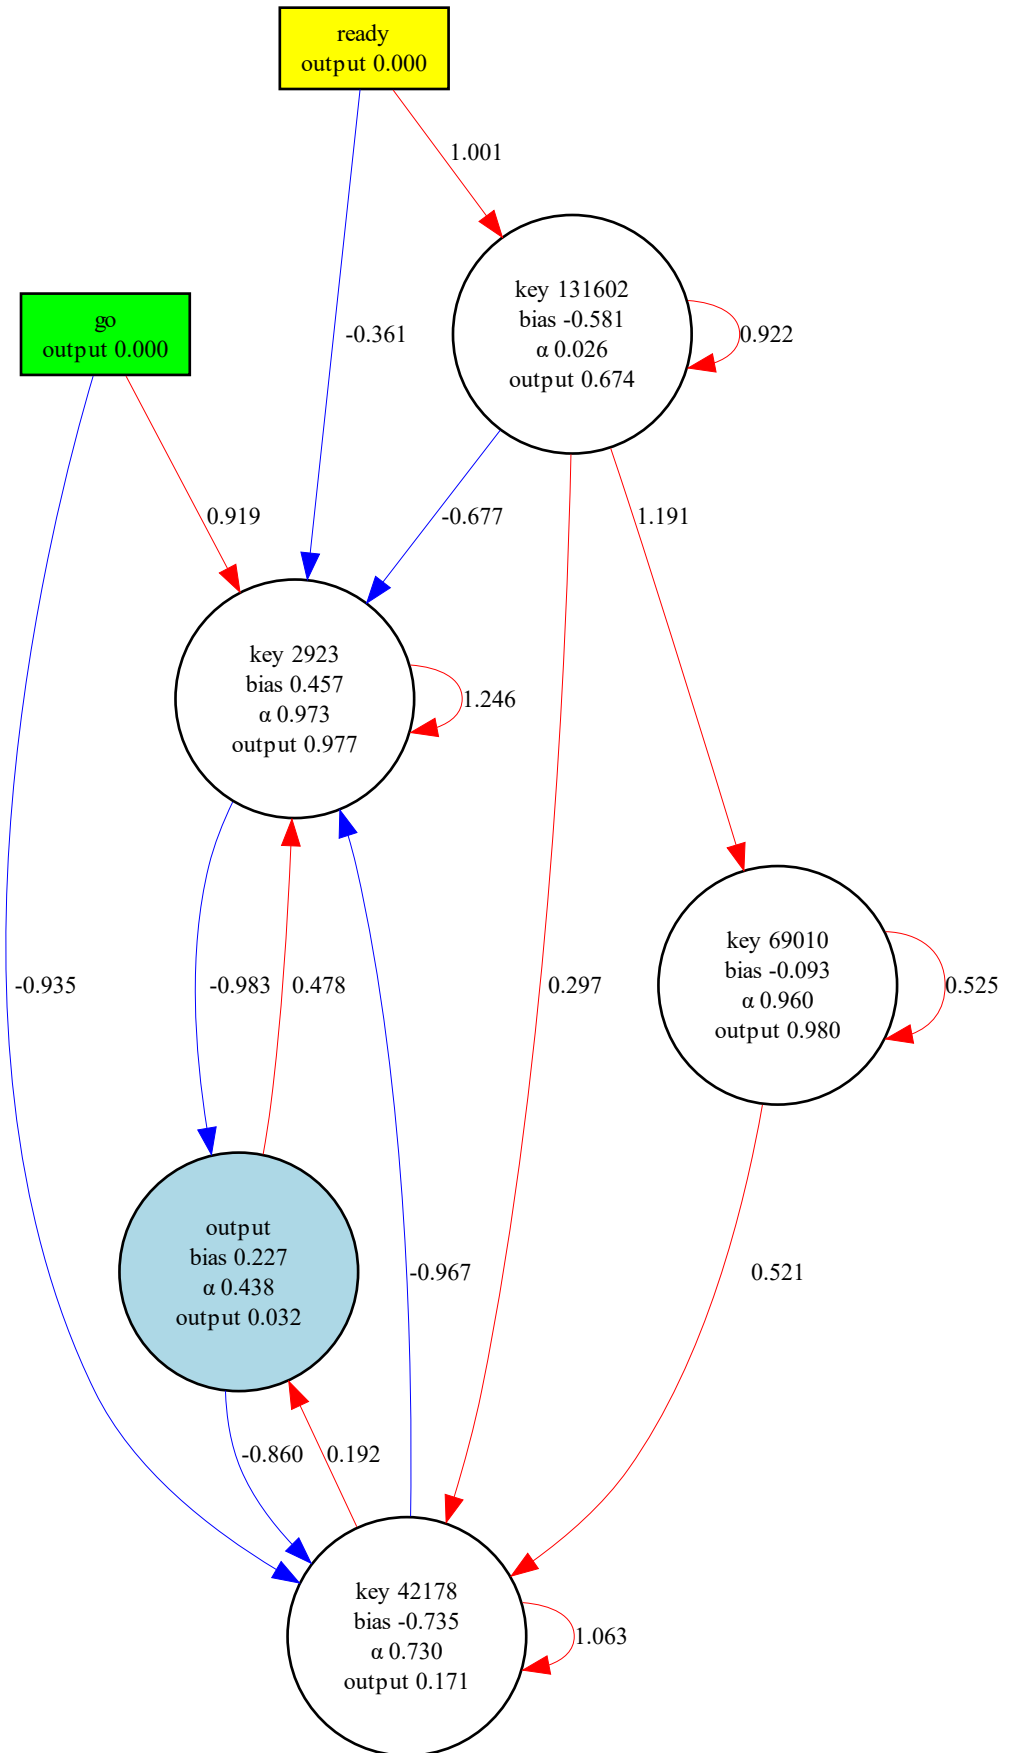 ready
output 0.000
1.001
key 131602
bias -0.581
α 0.026
output 0.674
0.922
go
output 0.000
-0.361
0.919
-0.677
1.191
key 2923
bias 0.457
α 0.973
output 0.977
1.246
key 69010
bias -0.093
α 0.960
output 0.980
0.525
-0.935
-0.983
0.478
0.297
output
bias 0.227
α 0.438
output 0.032
-0.967
0.521
-0.860
0.192
key 42178
bias -0.735
α 0.730
output 0.171
1.063